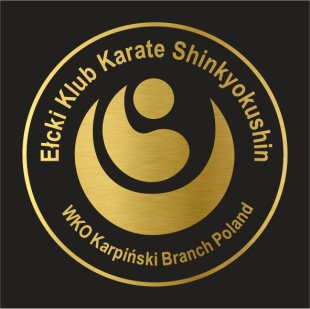 Ełcki Klub Karate Shinkyokushin
WKO Karpiński Branch Poland